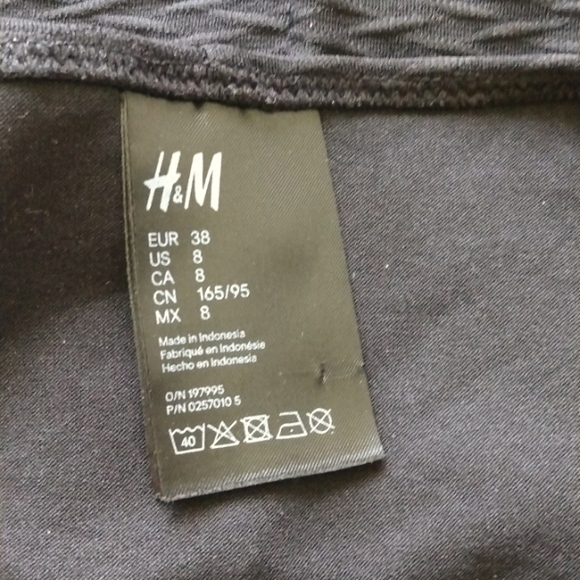 H&M
EUR 38
US 8
CA 8
CN 165/95
MX 8
Made in Indonesia
Fabriqué en Indonésie
Hecho en Indonesia
O/N 197995
P/N 0257010 5
40